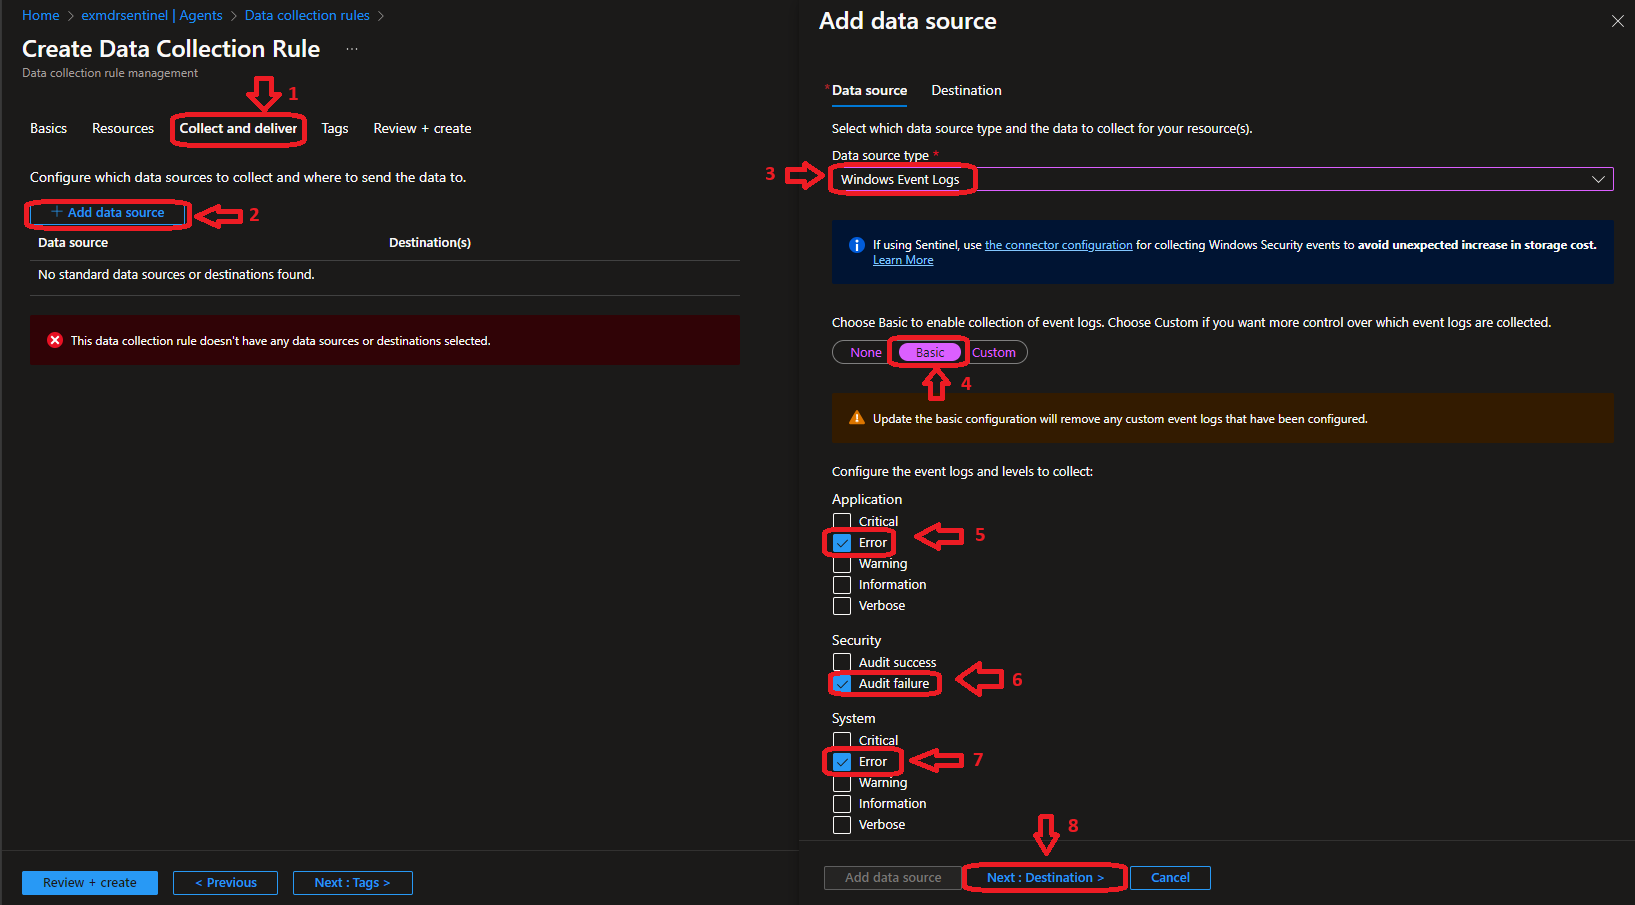 Home > exmdrsentinel | Agents > Data collection rules >
Create Data Collection Rule ...
Data collection rule management
1
Basics Resources Collect and deliver Tags Review + create
Configure which data sources to collect and where to send the data to.
+ Add data source
2
Data source Destination(s)
No standard data sources or destinations found.
This data collection rule doesn't have any data sources or destinations selected.
Review + create < Previous Next : Tags >
Add data source
* Data source Destination
Select which data source type and the data to collect for your resource(s).
Data source type *
3
Windows Event Logs
If using Sentinel, use the connector configuration for collecting Windows Security events to avoid unexpected increase in storage cost.
Learn More
Choose Basic to enable collection of event logs. Choose Custom if you want more control over which event logs are collected.
None Basic Custom
4
Update the basic configuration will remove any custom event logs that have been configured.
Configure the event logs and levels to collect:
Application
Critical
Error
5
Warning
Information
Verbose
Security
Audit success
Audit failure
6
System
Critical
Error
7
Warning
Information
Verbose
8
Add data source Next : Destination > Cancel